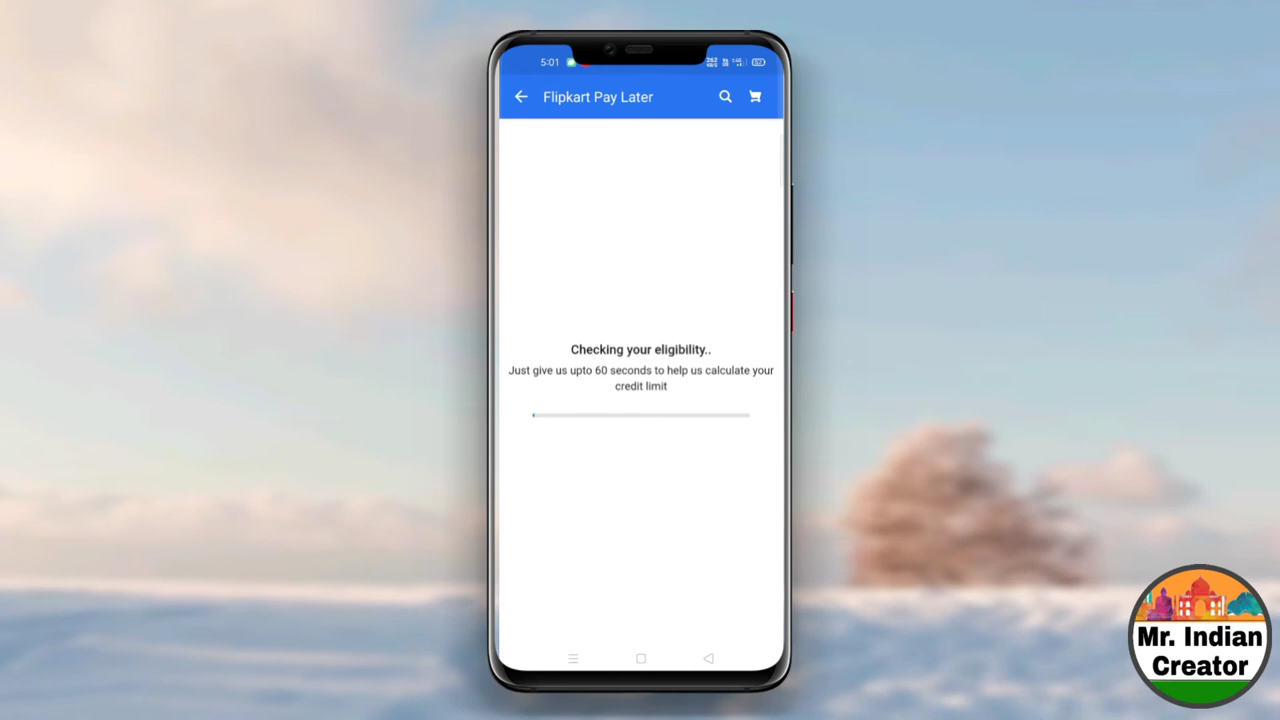 5:01
Flipkart Pay Later
Checking your eligibility..
Just give us upto 60 seconds to help us calculate your
credit limit
Mr. Indian
Creator